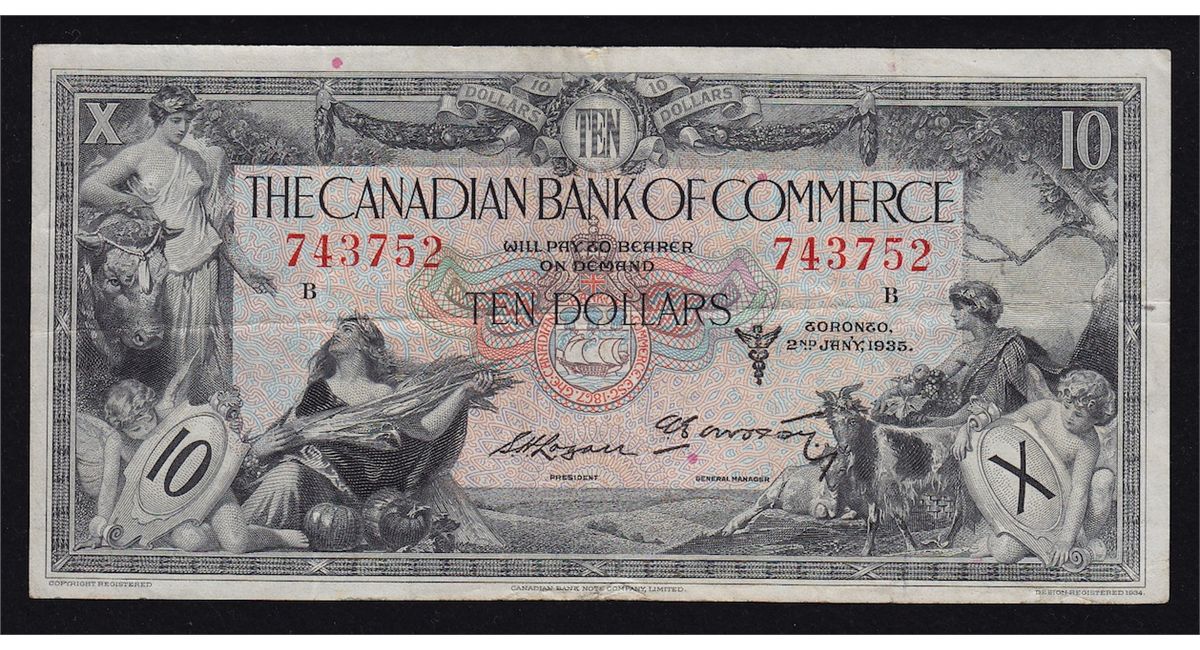 X
10 DOLLARS
10 DOLLARS
TEN
10
THE CANADIAN BANK OF COMMERCE
743752
WILL PAY TO BEARER
ON DEMAND
743752
B
TEN DOLLARS
B
TORONTO,
2ND JANY, 1935.
10
X
PRESIDENT
GENERAL MANAGER
COPYRIGHT REGISTERED
CANADIAN BANK NOTE COMPANY, LIMITED.
DESIGN REGISTERED 1934.